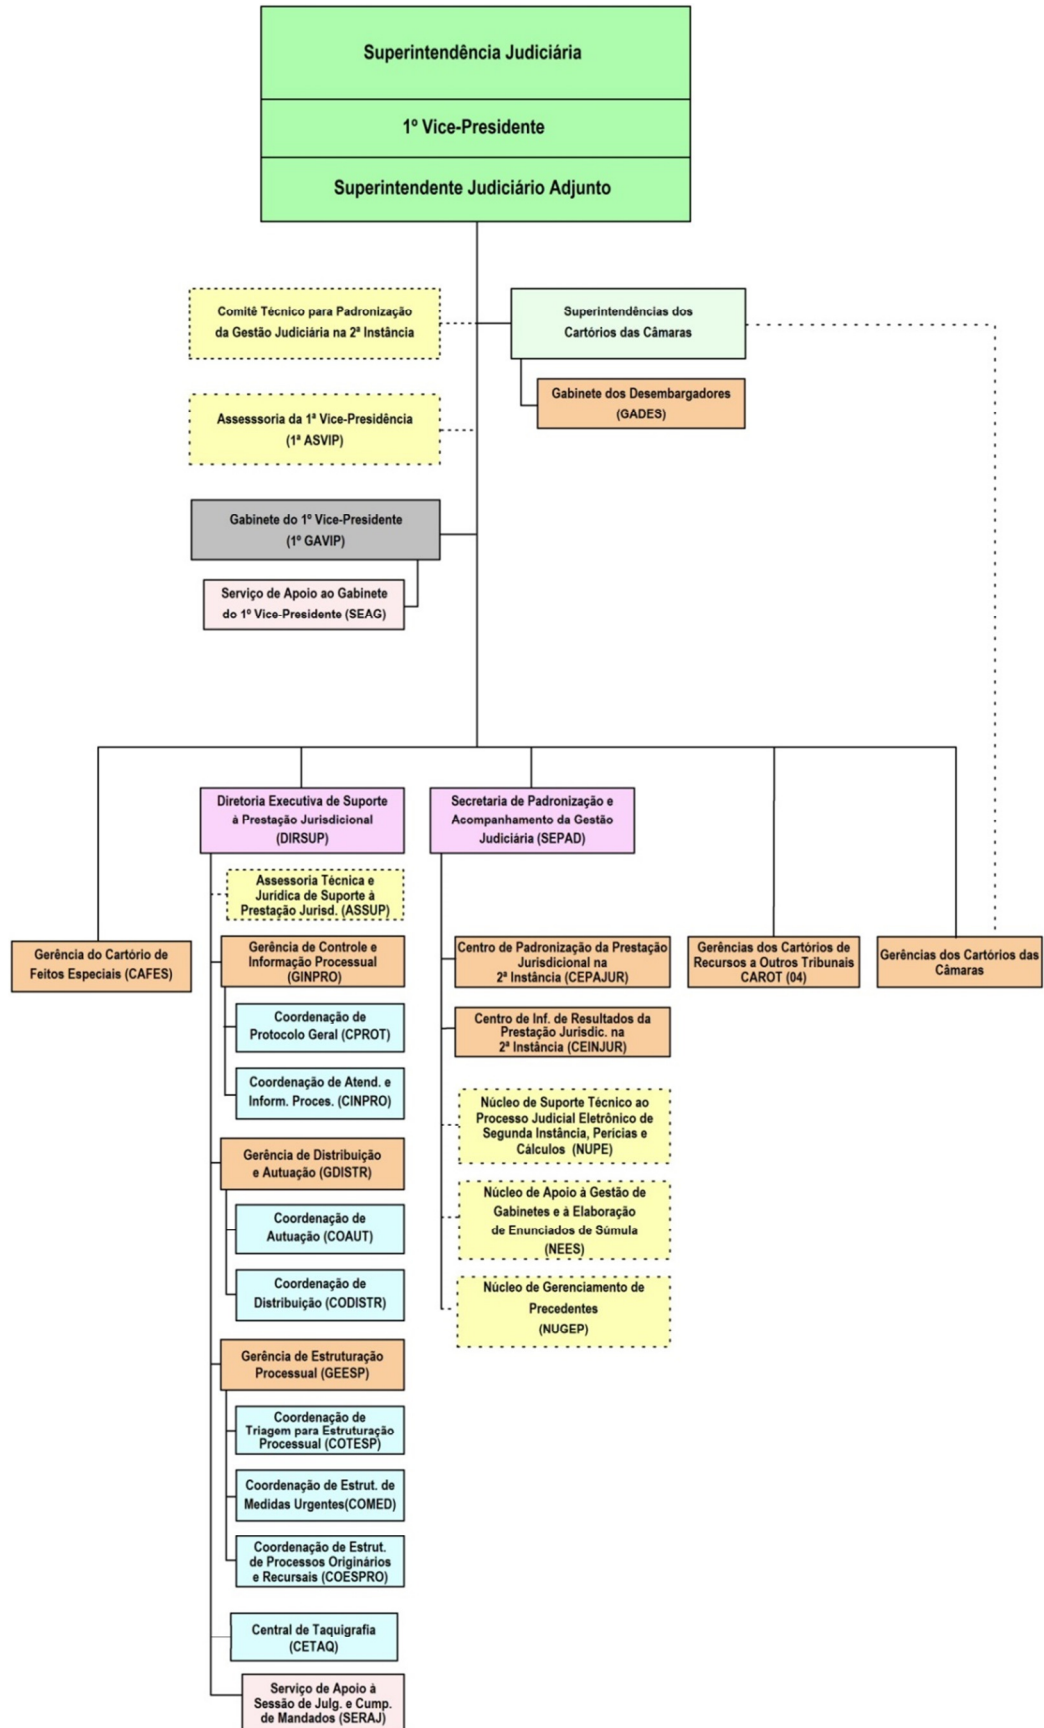 Superintendência Judiciária
1º Vice-Presidente
Superintendente Judiciário Adjunto
Comitê Técnico para Padronização
da Gestão Judiciária na 2ª Instância
Superintendências dos
Cartórios das Câmaras
Gabinete dos Desembargadores
(GADES)
Assesssoria da 1ª Vice-Presidência
(1ª ASVIP)
Gabinete do 1º Vice-Presidente
(1º GAVIP)
Serviço de Apoio ao Gabinete
do 1º Vice-Presidente (SEAG)
Diretoria Executiva de Suporte
à Prestação Jurisdicional
(DIRSUP)
Secretaria de Padronização e
Acompanhamento da Gestão
Judiciária (SEPAD)
Assessoria Técnica e
Jurídica de Suporte à
Prestação Jurisd. (ASSUP)
Gerência do Cartório de
Feitos Especiais (CAFES)
Gerência de Controle e
Informação Processual
(GINPRO)
Centro de Padronização da Prestação
Jurisdicional na
2ª Instância (CEPAJUR)
Gerências dos Cartórios de
Recursos a Outros Tribunais
CAROT (04)
Gerências dos Cartórios das
Câmaras
Coordenação de
Protocolo Geral (CPROT)
Centro de Inf. de Resultados da
Prestação Jurisdic. na
2ª Instância (CEINJUR)
Coordenação de Atend. e
Inform. Proces. (CINPRO)
Núcleo de Suporte Técnico ao
Processo Judicial Eletrônico de
Segunda Instância, Perícias e
Cálculos (NUPE)
Gerência de Distribuição
e Autuação (GDISTR)
Núcleo de Apoio à Gestão de
Gabinetes e à Elaboração
de Enunciados de Súmula
(NEES)
Coordenação de
Autuação (COAUT)
Coordenação de
Distribuição (CODISTR)
Núcleo de Gerenciamento de
Precedentes
(NUGEP)
Gerência de Estruturação
Processual (GEESP)
Coordenação de
Triagem para Estruturação
Processual (COTESP)
Coordenação de Estrut. de
Medidas Urgentes(COMED)
Coordenação de Estrut.
de Processos Originários
e Recursais (COESPRO)
Central de Taquigrafia
(CETAQ)
Serviço de Apoio à
Sessão de Julg. e Cump.
de Mandados (SERAJ)